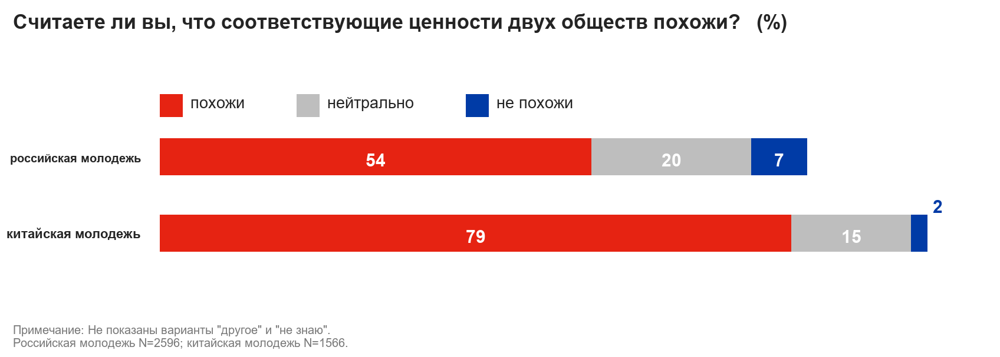 Считаете ли вы, что соответствующие ценности двух обществ похожи? (%)
похожи нейтрально не похожи
российская молодежь 54 20 7
2
китайская молодежь 79 15
Примечание: Не показаны варианты "другое" и "не знаю".
Российская молодежь N=2596; китайская молодежь N=1566.